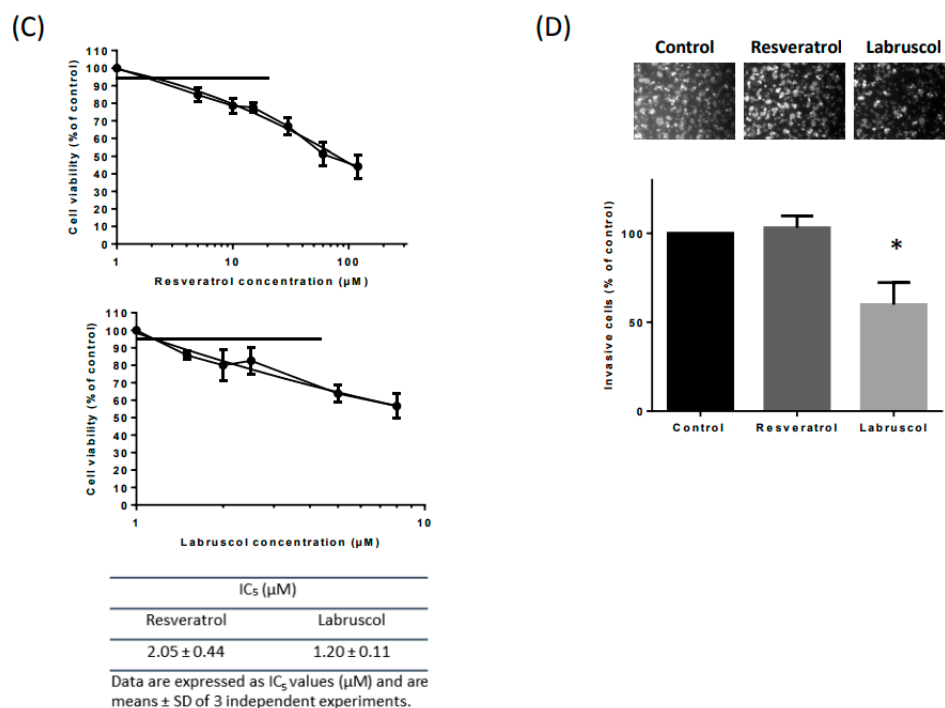 (C)
110
100
90
80
70
60
50
40
30
20
10
0
Cell viability (% of control)
1
10
100
Resveratrol concentration (µM)
110
100
90
80
70
60
50
40
30
20
10
0
Cell viability (% of control)
1
10
Labruscol concentration (µM)
IC₅ (µM)
Resveratrol Labruscol
2.05 ± 0.44 1.20 ± 0.11
Data are expressed as IC₅ values (µM) and are
means ± SD of 3 independent experiments.
(D)
Control Resveratrol Labruscol
100
50
0
Invasive cells (% of control)
*
Control Resveratrol Labruscol